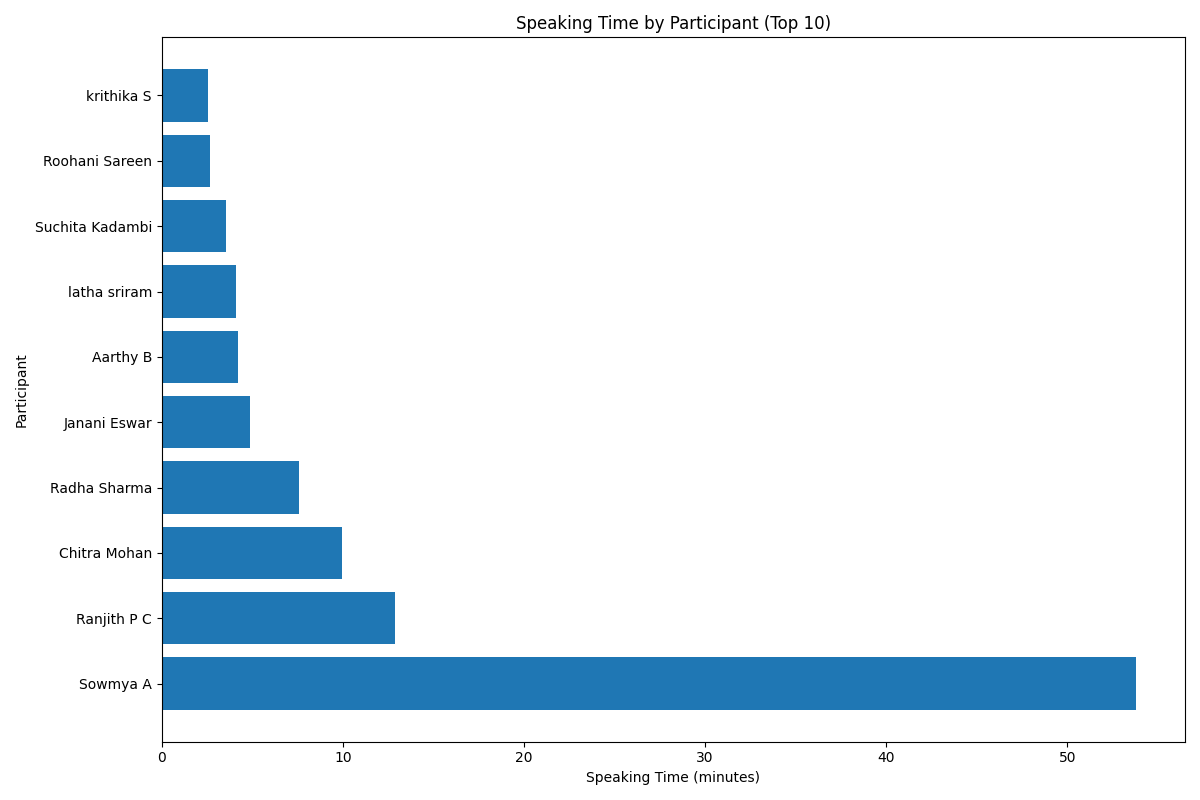 Speaking Time by Participant (Top 10)
krithika S
Roohani Sareen
Suchita Kadambi
latha sriram
Aarthy B
Janani Eswar
Radha Sharma
Chitra Mohan
Ranjith P C
Sowmya A
Participant
0 10 20 30 40 50
Speaking Time (minutes)